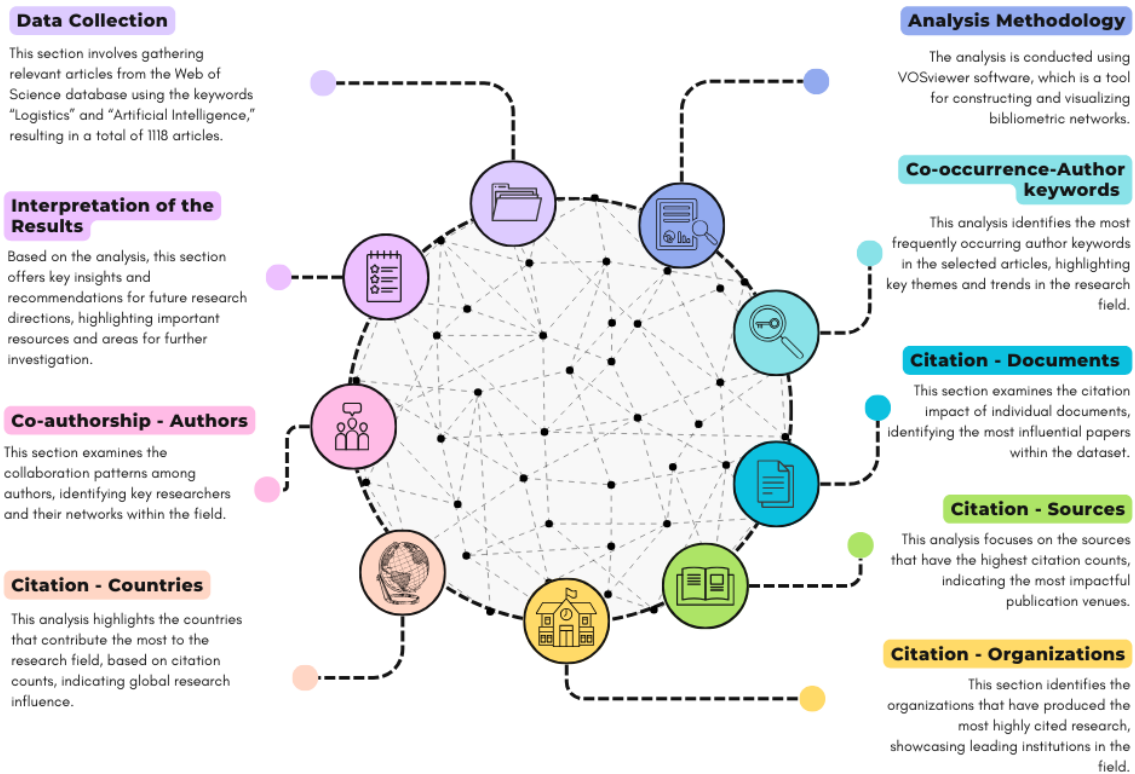 Data Collection
This section involves gathering
relevant articles from the Web of
Science database using the keywords
“Logistics” and “Artificial Intelligence,”
resulting in a total of 1118 articles.
Interpretation of the
Results
Based on the analysis, this section
offers key insights and
recommendations for future research
directions, highlighting important
resources and areas for further
investigation.
Co-authorship - Authors
This section examines the
collaboration patterns among
authors, identifying key researchers
and their networks within the field.
Citation - Countries
This analysis highlights the countries
that contribute the most to the
research field, based on citation
counts, indicating global research
influence.
Analysis Methodology
The analysis is conducted using
VOSviewer software, which is a tool
for constructing and visualizing
bibliometric networks.
Co-occurrence-Author
keywords
This analysis identifies the most
frequently occurring author keywords
in the selected articles, highlighting
key themes and trends in the research
field.
Citation - Documents
This section examines the citation
impact of individual documents,
identifying the most influential papers
within the dataset.
Citation - Sources
This analysis focuses on the sources
that have the highest citation counts,
indicating the most impactful
publication venues.
Citation - Organizations
This section identifies the
organizations that have produced the
most highly cited research,
showcasing leading institutions in the
field.